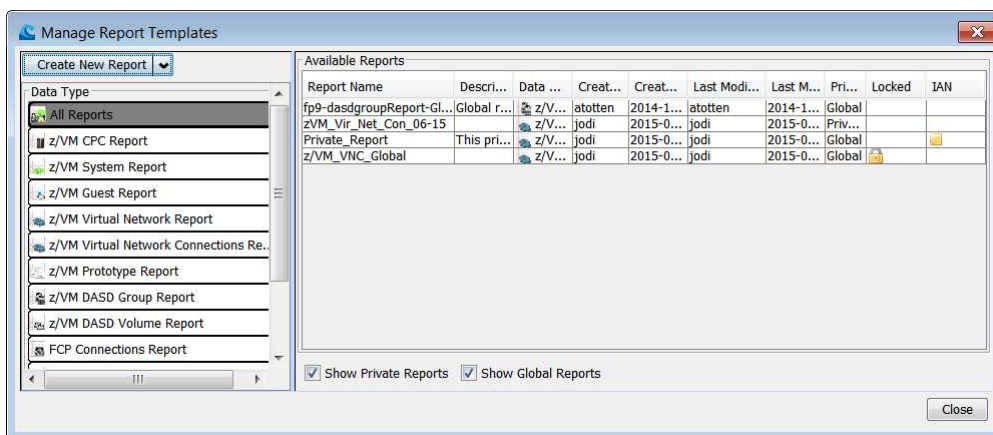 Manage Report Templates
Create New Report
Data Type
All Reports
z/VM CPC Report
z/VM System Report
z/VM Guest Report
z/VM Virtual Network Report
z/VM Virtual Network Connections Re...
z/VM Prototype Report
z/VM DASD Group Report
z/VM DASD Volume Report
FCP Connections Report
Available Reports
Report Name Descri... Data ... Creat... Creat... Last Modi... Last M... Pri... Locked IAN
fp9-dasdgroupReport-Gl... Global r... z/V... atotten 2014-1... atotten 2014-1... Global
zVM_Vir_Net_Con_06-15 z/V... jodi 2015-0... jodi 2015-0... Priv...
Private_Report This pri... z/V... jodi 2015-0... jodi 2015-0... Global
z/VM_VNC_Global z/V... jodi 2015-0... jodi 2015-0... Global
Show Private Reports Show Global Reports
Close